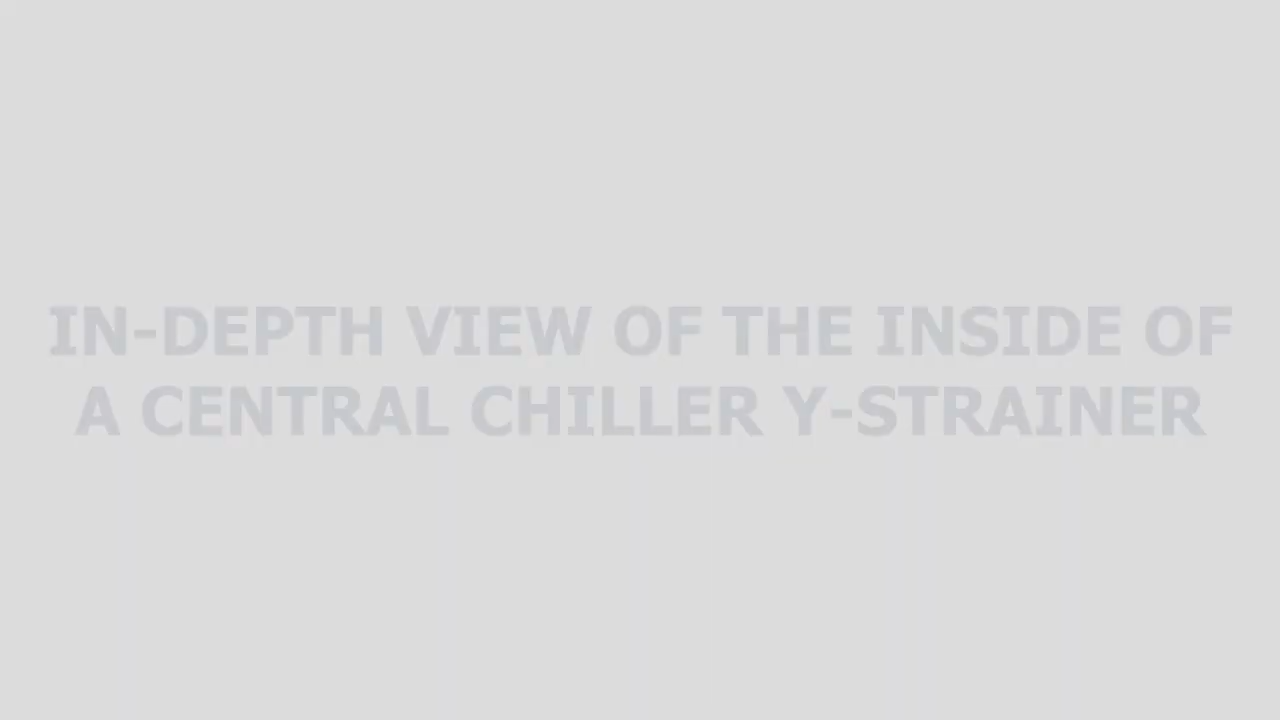 IN-DEPTH VIEW OF THE INSIDE OF
A CENTRAL CHILLER Y-STRAINER